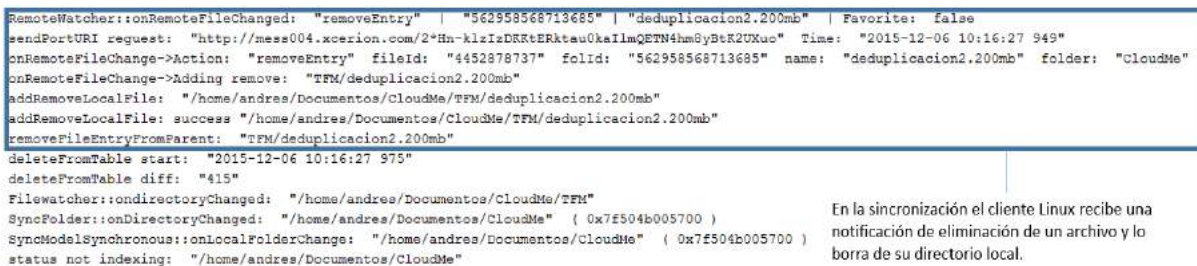 RemoteWatcher::onRemoteFileChanged: "removeEntry" | "562958568713685" | "deduplicacion2.200mb" | Favorite: false
sendPortURI request: "http://mess004.xcerion.com/2*Hn-klzIzDRKtERktau0kaIlmQETN4hm8yBtK2UXuo" Time: "2015-12-06 10:16:27 949"
onRemoteFileChange->Action: "removeEntry" fileId: "4452878737" folId: "562958568713685" name: "deduplicacion2.200mb" folder: "CloudMe"
onRemoteFileChange->Adding remove: "TFM/deduplicacion2.200mb"
addRemoveLocalFile: "/home/andres/Documentos/CloudMe/TFM/deduplicacion2.200mb"
addRemoveLocalFile: success "/home/andres/Documentos/CloudMe/TFM/deduplicacion2.200mb"
removeFileEntryFromParent: "TFM/deduplicacion2.200mb"
deleteFromTable start: "2015-12-06 10:16:27 975"
deleteFromTable diff: "415"
Filewatcher::ondirectoryChanged: "/home/andres/Documentos/CloudMe/TFM"
SyncFolder::onDirectoryChanged: "/home/andres/Documentos/CloudMe" ( 0x7f504b005700 )
SyncModelSynchronous::onLocalFolderChange: "/home/andres/Documentos/CloudMe" ( 0x7f504b005700 )
status not indexing: "/home/andres/Documentos/CloudMe"
En la sincronización el cliente Linux recibe una
notificación de eliminación de un archivo y lo
borra de su directorio local.